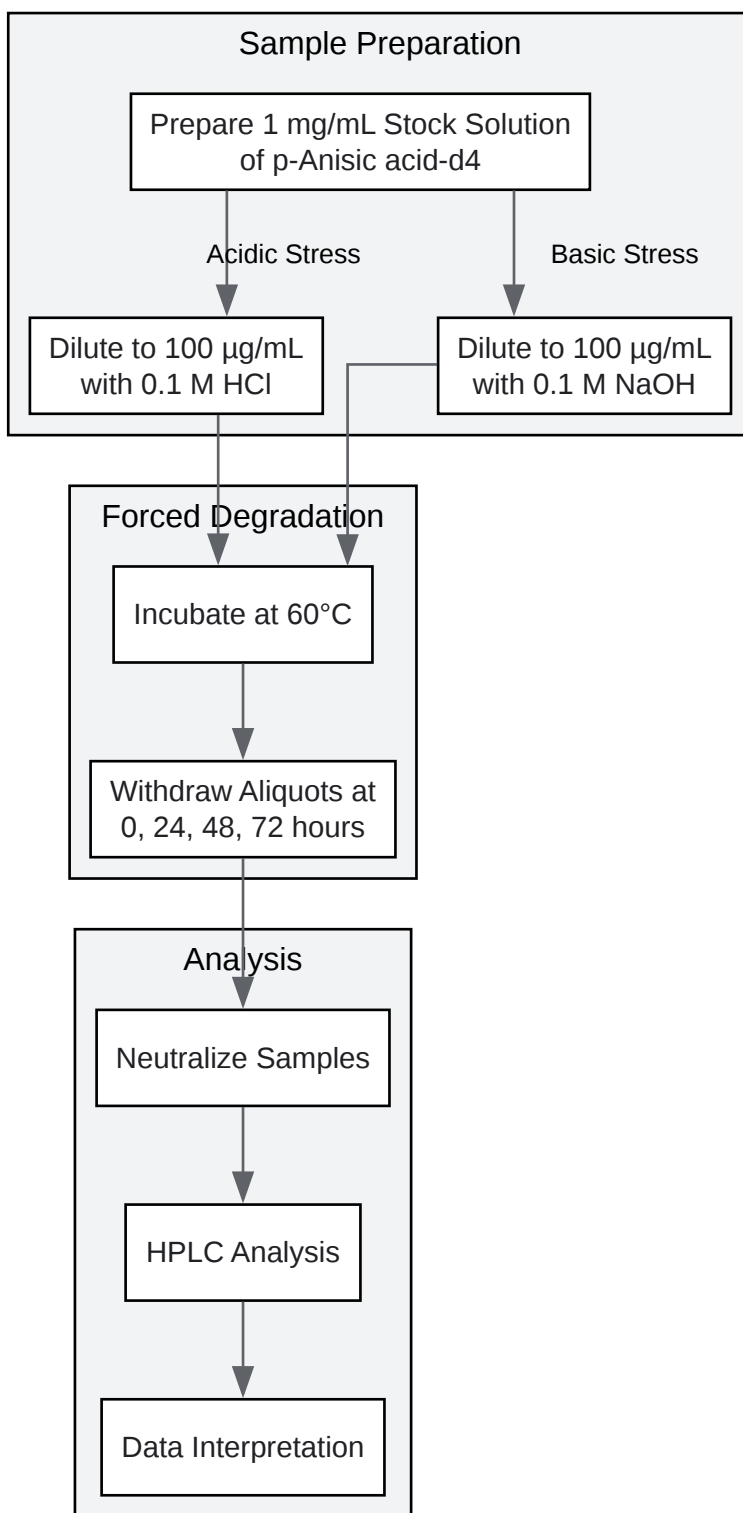 Sample Preparation
Prepare 1 mg/mL Stock Solution
of p-Anisic acid-d4
Acidic Stress
Basic Stress
Dilute to 100 µg/mL
with 0.1 M HCl
Dilute to 100 µg/mL
with 0.1 M NaOH
Forced Degradation
Incubate at 60°C
Withdraw Aliquots at
0, 24, 48, 72 hours
Analysis
Neutralize Samples
HPLC Analysis
Data Interpretation